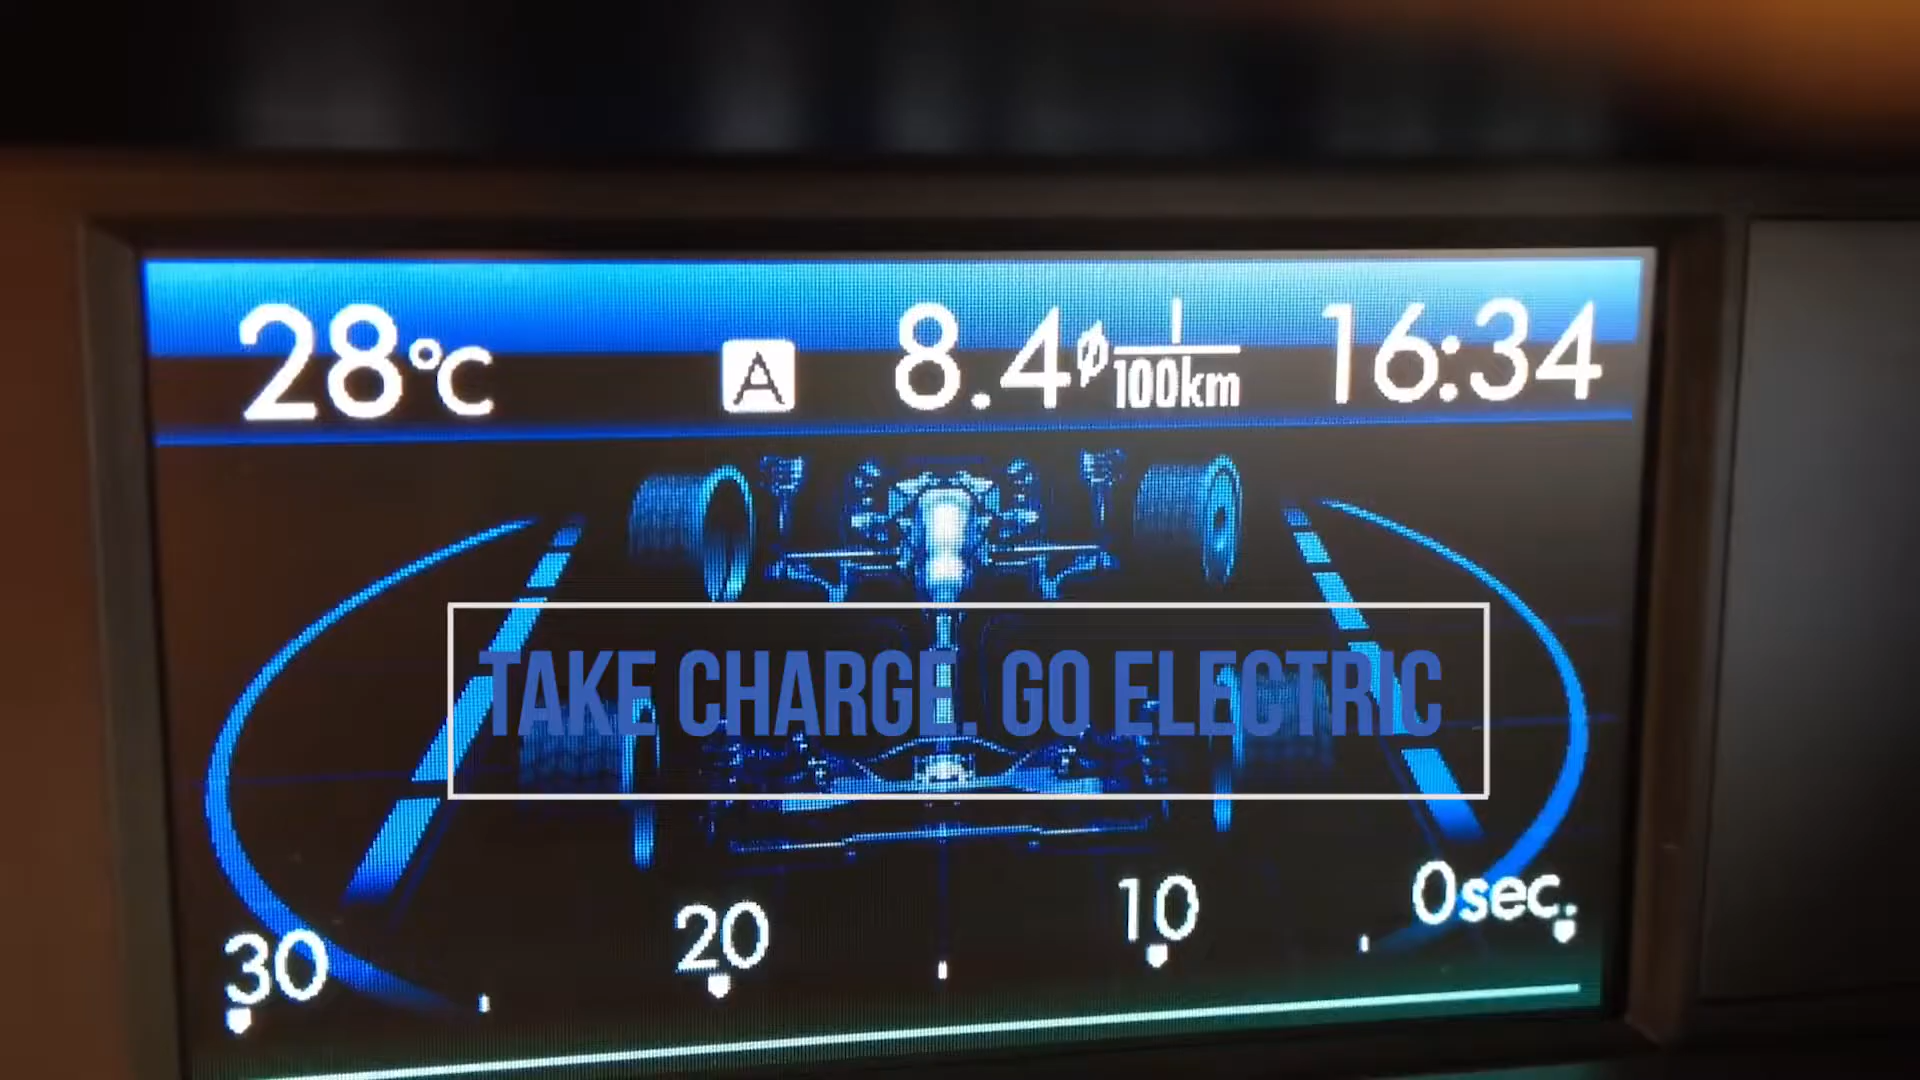 28°C A 8.4 ø l/100km 16:34
TAKE CHARGE. GO ELECTRIC
30 20 10 0sec.